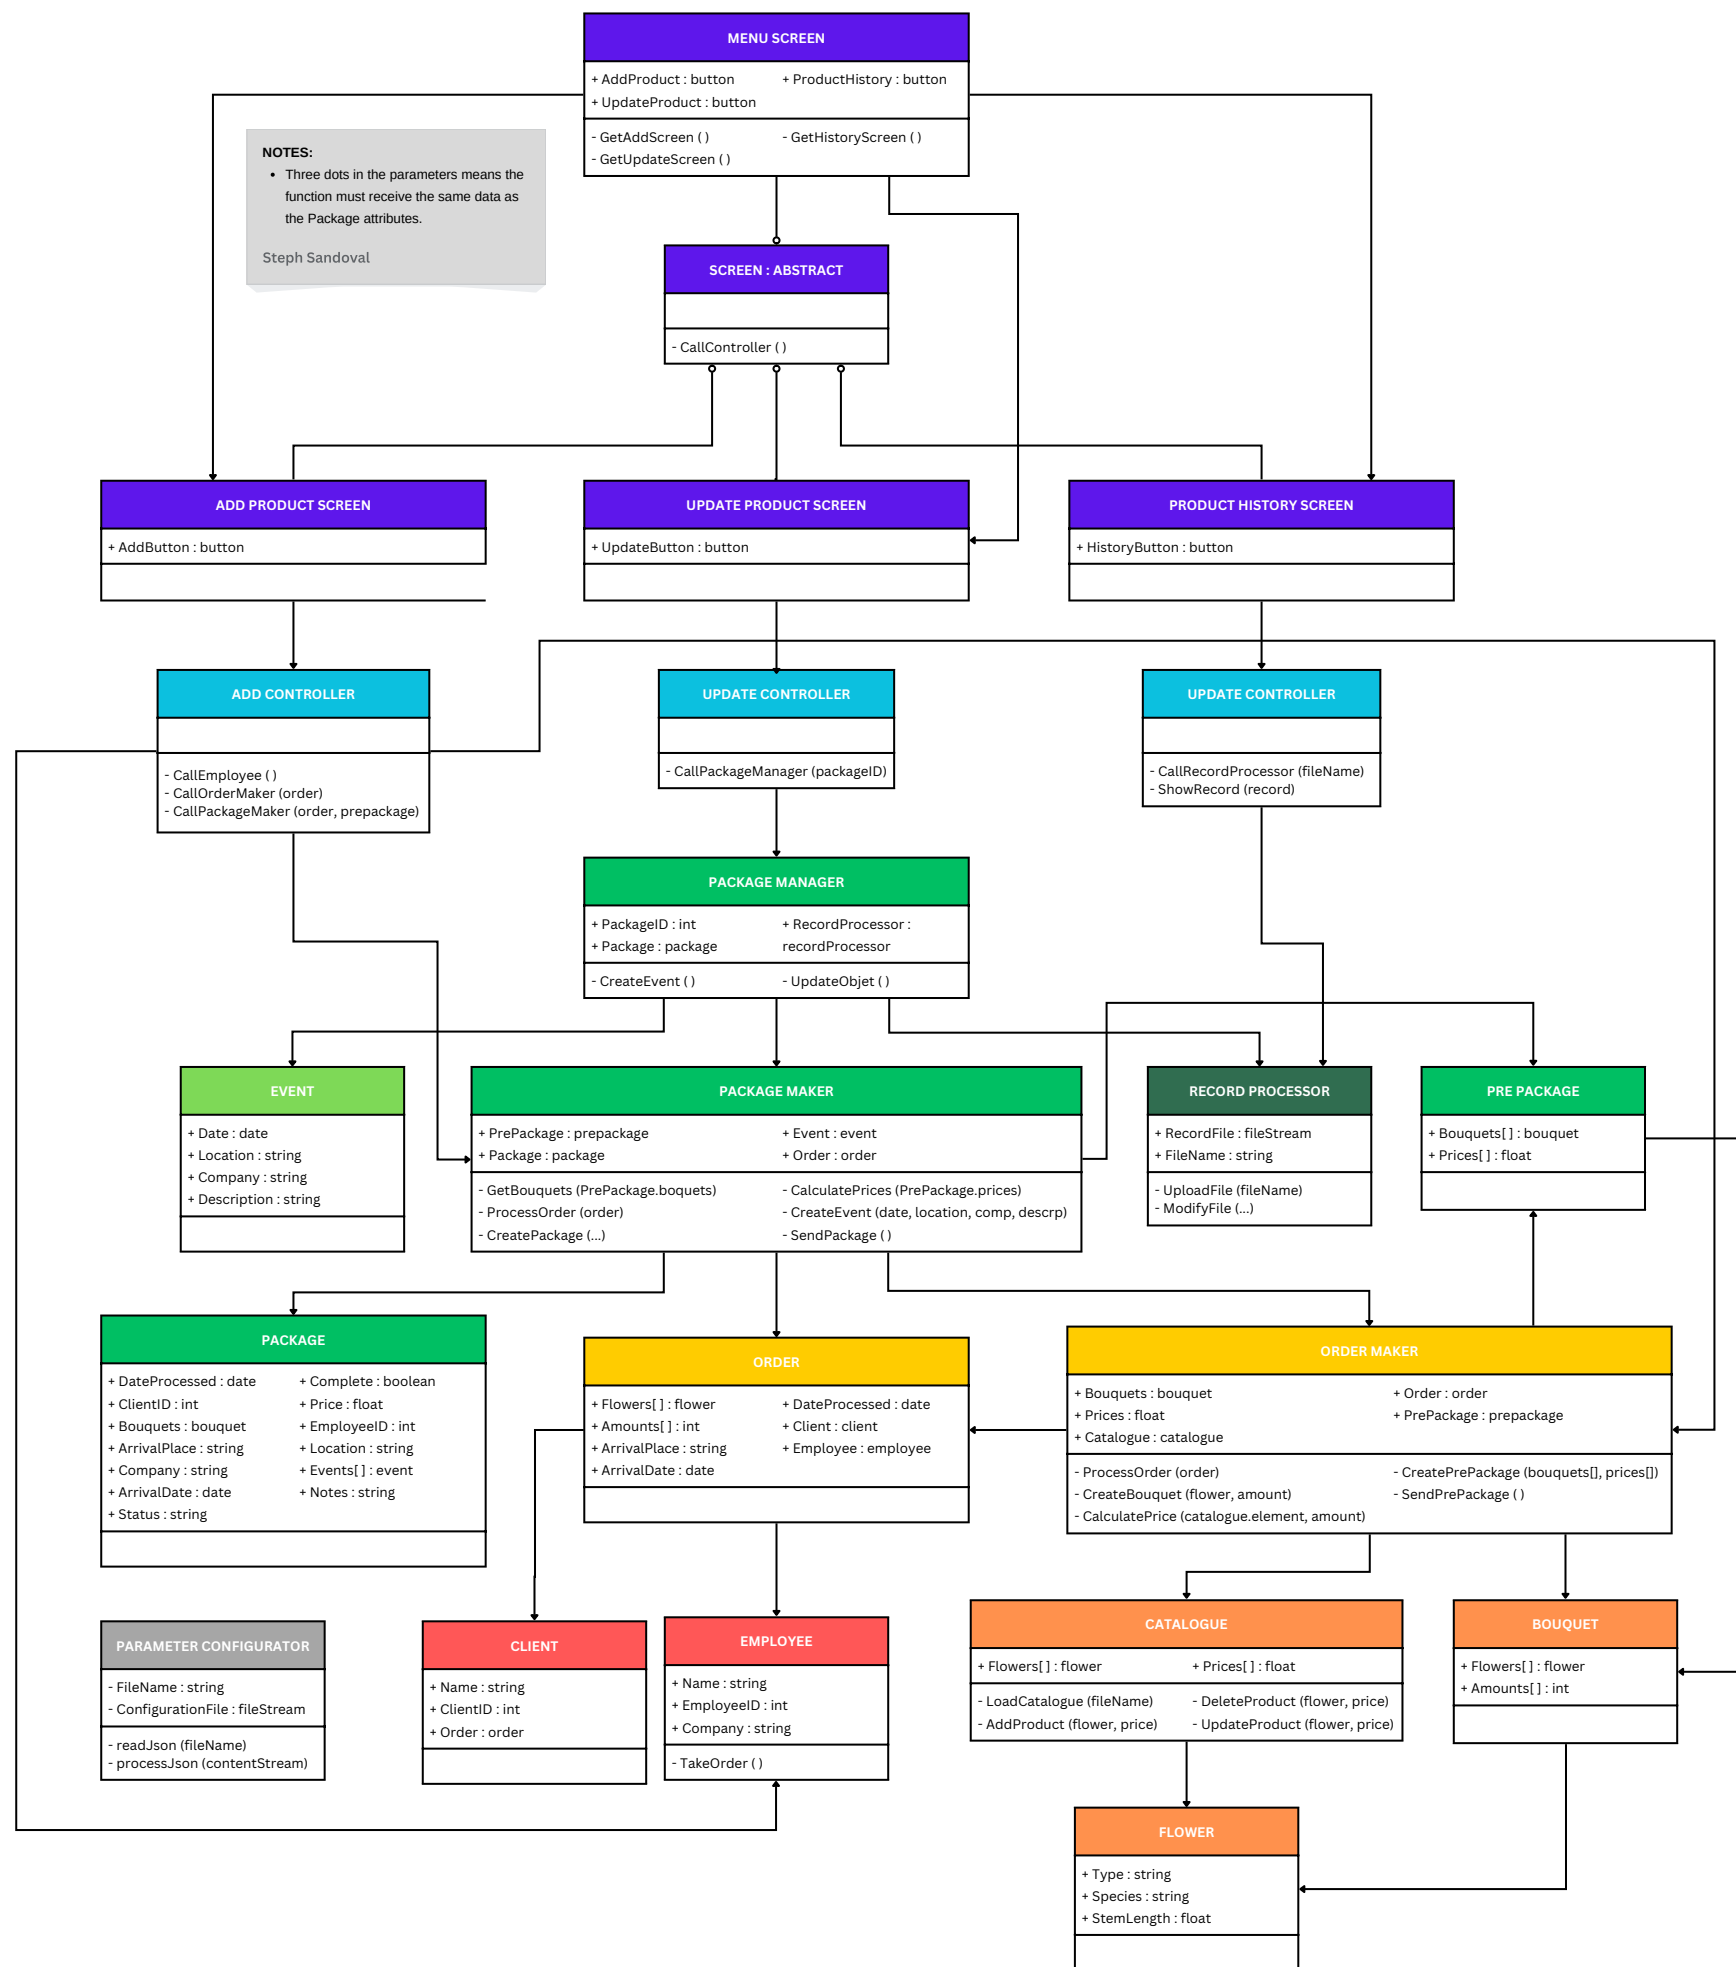 MENU SCREEN
+ AddProduct : button
+ UpdateProduct : button
+ ProductHistory : button
- GetAddScreen ( )
- GetUpdateScreen ( )
- GetHistoryScreen ( )
NOTES:
• Three dots in the parameters means the
function must receive the same data as
the Package attributes.
Steph Sandoval
SCREEN : ABSTRACT
- CallController ( )
ADD PRODUCT SCREEN
+ AddButton : button
UPDATE PRODUCT SCREEN
+ UpdateButton : button
PRODUCT HISTORY SCREEN
+ HistoryButton : button
ADD CONTROLLER
- CallEmployee ( )
- CallOrderMaker (order)
- CallPackageMaker (order, prepackage)
UPDATE CONTROLLER
- CallPackageManager (packageID)
UPDATE CONTROLLER
- CallRecordProcessor (fileName)
- ShowRecord (record)
PACKAGE MANAGER
+ PackageID : int
+ Package : package
+ RecordProcessor :
recordProcessor
- CreateEvent ( )
- UpdateObjet ( )
EVENT
+ Date : date
+ Location : string
+ Company : string
+ Description : string
PACKAGE MAKER
+ PrePackage : prepackage
+ Package : package
+ Event : event
+ Order : order
- GetBouquets (PrePackage.boquets)
- ProcessOrder (order)
- CreatePackage (...)
- CalculatePrices (PrePackage.prices)
- CreateEvent (date, location, comp, descrp)
- SendPackage ( )
RECORD PROCESSOR
+ RecordFile : fileStream
+ FileName : string
- UploadFile (fileName)
- ModifyFile (...)
PRE PACKAGE
+ Bouquets[ ] : bouquet
+ Prices[ ] : float
PACKAGE
+ DateProcessed : date
+ ClientID : int
+ Bouquets : bouquet
+ ArrivalPlace : string
+ Company : string
+ ArrivalDate : date
+ Status : string
+ Complete : boolean
+ Price : float
+ EmployeeID : int
+ Location : string
+ Events[ ] : event
+ Notes : string
ORDER
+ Flowers[ ] : flower
+ Amounts[ ] : int
+ ArrivalPlace : string
+ ArrivalDate : date
+ DateProcessed : date
+ Client : client
+ Employee : employee
ORDER MAKER
+ Bouquets : bouquet
+ Prices : float
+ Catalogue : catalogue
+ Order : order
+ PrePackage : prepackage
- ProcessOrder (order)
- CreateBouquet (flower, amount)
- CalculatePrice (catalogue.element, amount)
- CreatePrePackage (bouquets[], prices[])
- SendPrePackage ( )
PARAMETER CONFIGURATOR
- FileName : string
- ConfigurationFile : fileStream
- readJson (fileName)
- processJson (contentStream)
CLIENT
+ Name : string
+ ClientID : int
+ Order : order
EMPLOYEE
+ Name : string
+ EmployeeID : int
+ Company : string
- TakeOrder ( )
CATALOGUE
+ Flowers[ ] : flower
+ Prices[ ] : float
- LoadCatalogue (fileName)
- AddProduct (flower, price)
- DeleteProduct (flower, price)
- UpdateProduct (flower, price)
BOUQUET
+ Flowers[ ] : flower
+ Amounts[ ] : int
FLOWER
+ Type : string
+ Species : string
+ StemLength : float